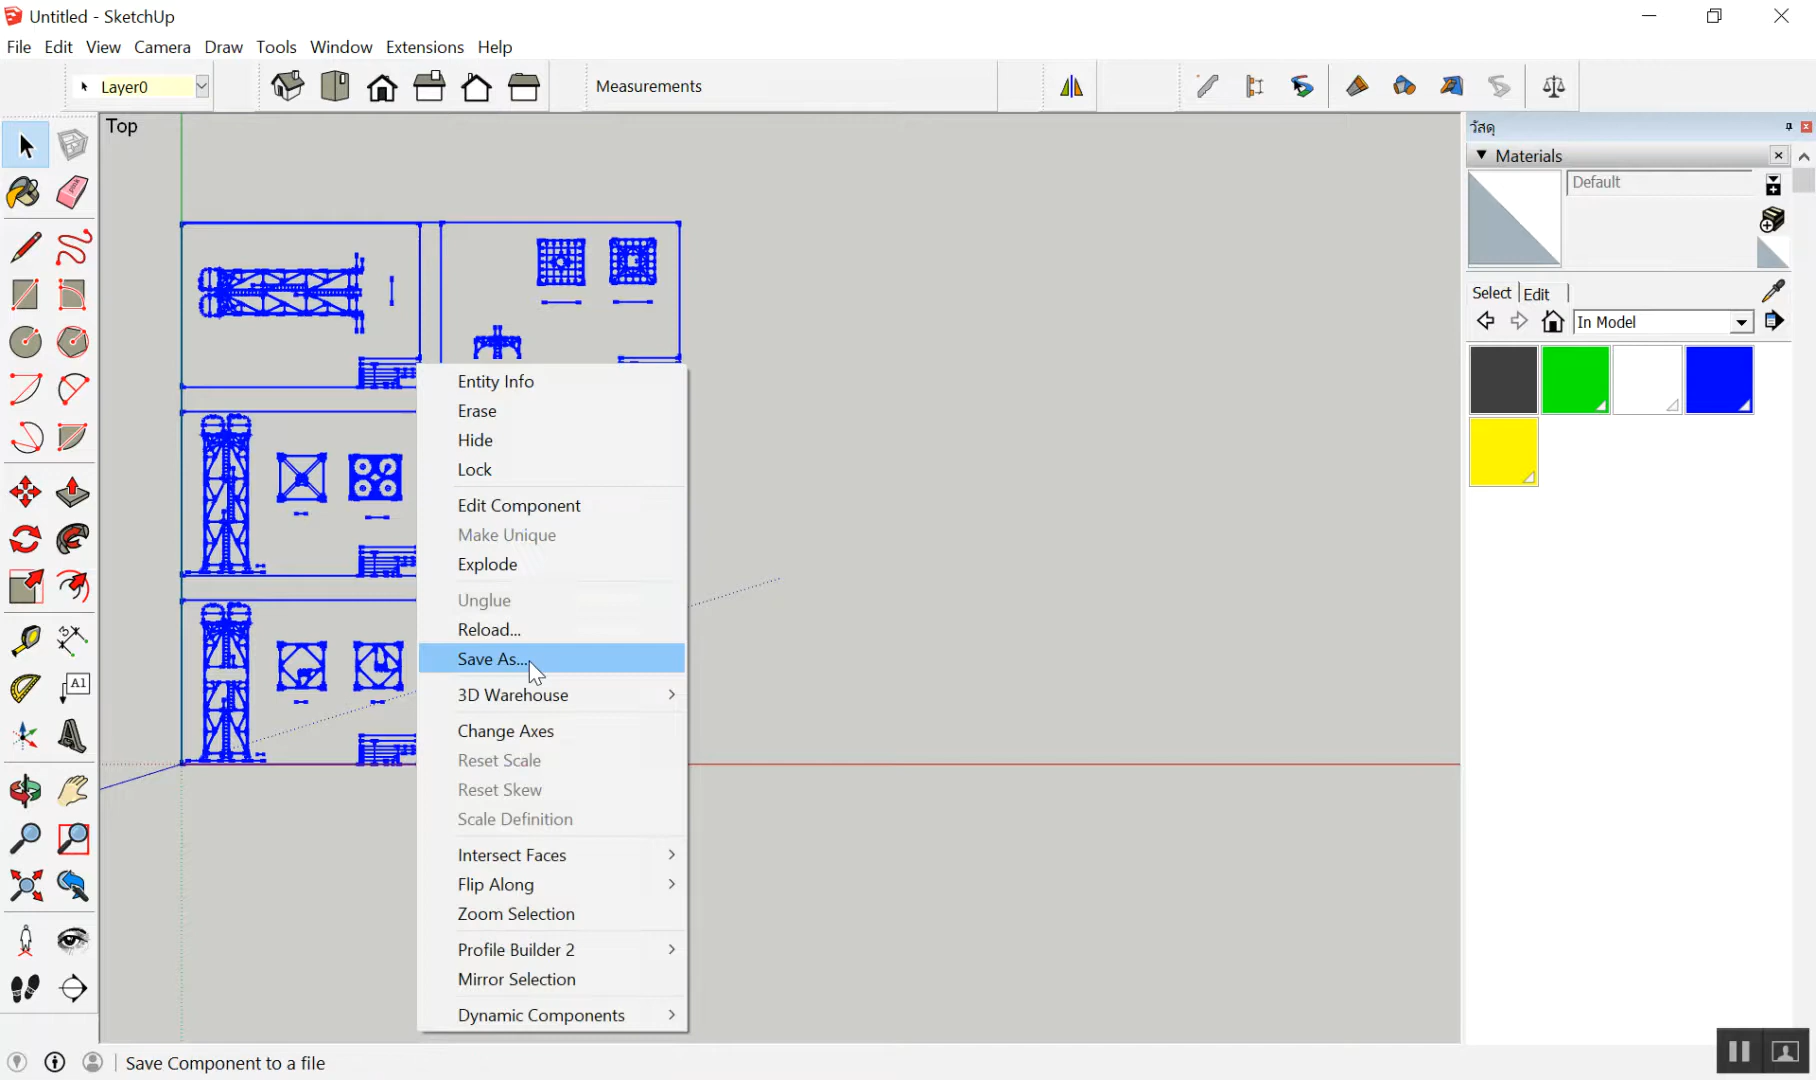 Untitled - SketchUp
File Edit View Camera Draw Tools Window Extensions Help
Layer0
Measurements
Top
วัสดุ
Materials
Default
Select Edit
In Model
Entity Info
Erase
Hide
Lock
Edit Component
Make Unique
Explode
Unglue
Reload...
Save As...
3D Warehouse
Change Axes
Reset Scale
Reset Skew
Scale Definition
Intersect Faces
Flip Along
Zoom Selection
Profile Builder 2
Mirror Selection
Dynamic Components
A1
Save Component to a file